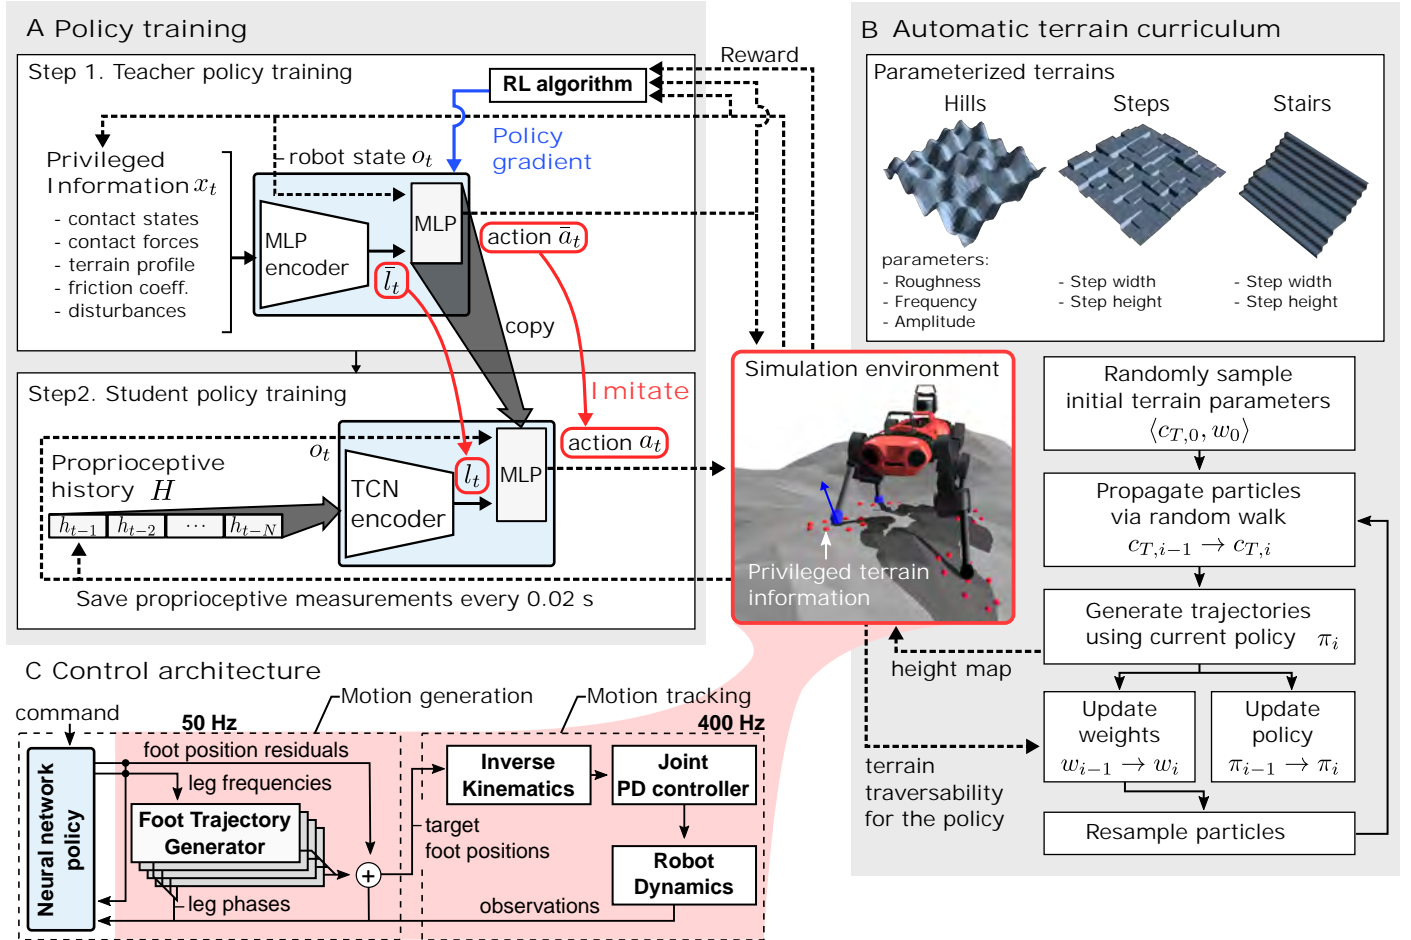 A Policy training
Step 1. Teacher policy training
Reward
RL algorithm
Policy
gradient
robot state o_t
Privileged
Information x_t
- contact states
- contact forces
- terrain profile
- friction coeff.
- disturbances
MLP
encoder
MLP
l̄_t
action ā_t
copy
Step2. Student policy training
Imitate
action a_t
o_t
Proprioceptive
history H
h_{t-1} h_{t-2} ⋯ h_{t-N}
TCN
encoder
l_t
MLP
Save proprioceptive measurements every 0.02 s
Simulation environment
Privileged terrain
information
B Automatic terrain curriculum
Parameterized terrains
Hills
Steps
Stairs
parameters:
- Roughness
- Frequency
- Amplitude
- Step width
- Step height
- Step width
- Step height
Randomly sample
initial terrain parameters
⟨c_{T,0}, w_0⟩
Propagate particles
via random walk
c_{T,i-1} → c_{T,i}
Generate trajectories
using current policy π_i
height map
Update
weights
w_{i-1} → w_i
Update
policy
π_{i-1} → π_i
terrain
traversability
for the policy
Resample particles
C Control architecture
Motion generation
Motion tracking
command
50 Hz
400 Hz
Neural network
policy
foot position residuals
leg frequencies
Foot Trajectory
Generator
+
leg phases
target
foot positions
Inverse
Kinematics
Joint
PD controller
Robot
Dynamics
observations